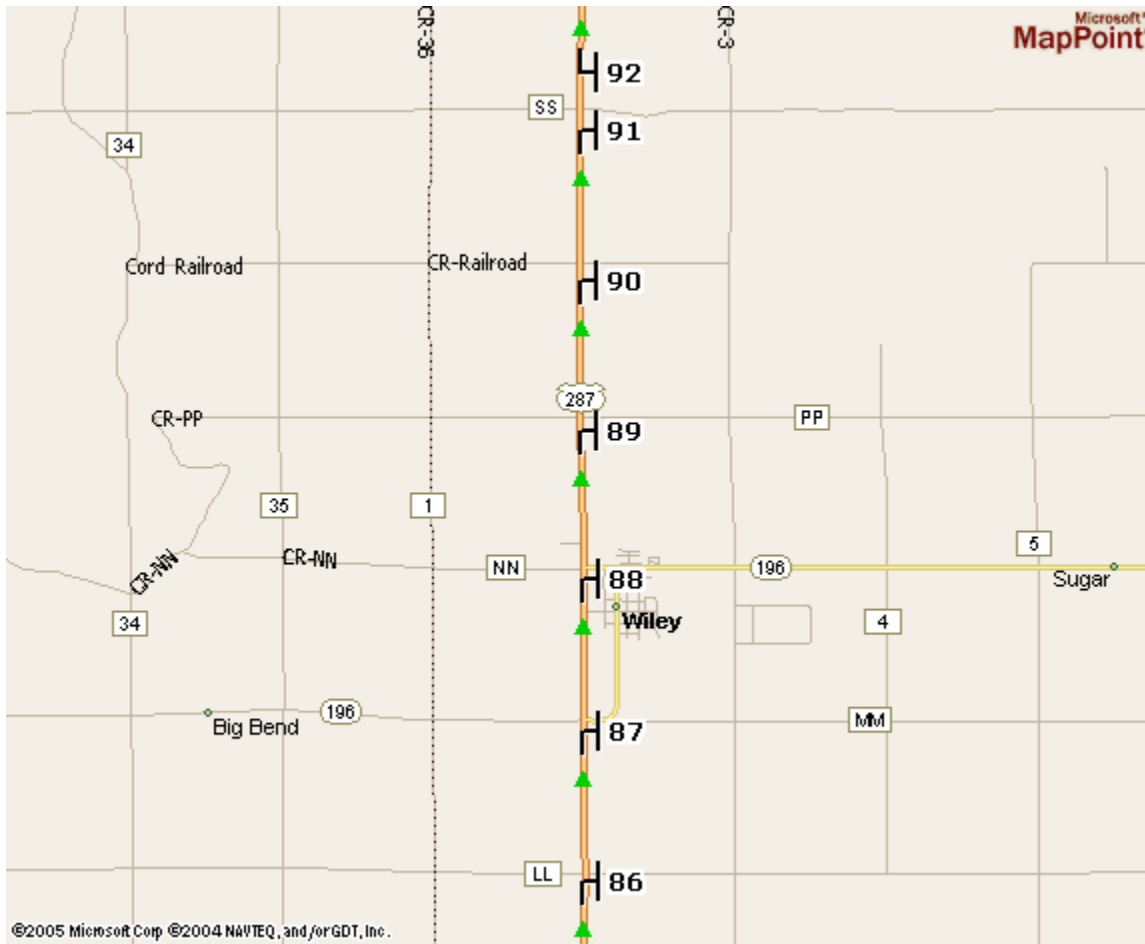 CR-36
CR-3
Microsoft®
MapPoint®
92
SS
91
34
Cord Railroad
CR-Railroad
90
287
CR-PP
PP
89
35
1
5
CR-NN
CR-NN
NN
196
88
Sugar
34
Wiley
4
196
Big Bend
MM
87
LL
86
©2005 Microsoft Corp ©2004 NAVTEQ, and/or GDT, Inc.